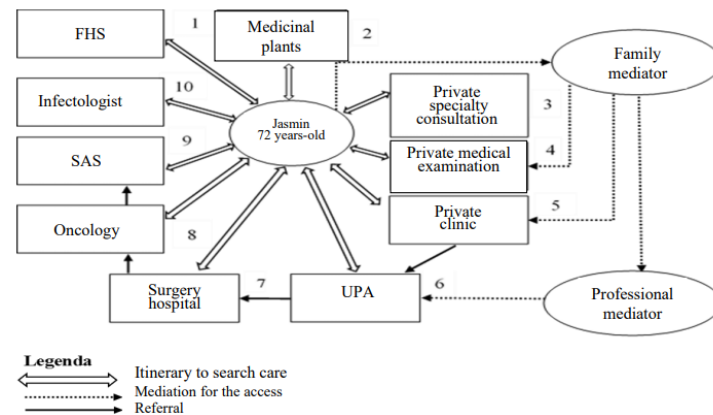 1
FHS
Medicinal
plants
2
Family
mediator
10
Infectologist
Jasmin
72 years-old
Private
specialty
consultation
3
9
SAS
Private medical
examination
4
Oncology
8
Private
clinic
5
Surgery
hospital
7
UPA
6
Professional
mediator
Legenda
Itinerary to search care
Mediation for the access
Referral